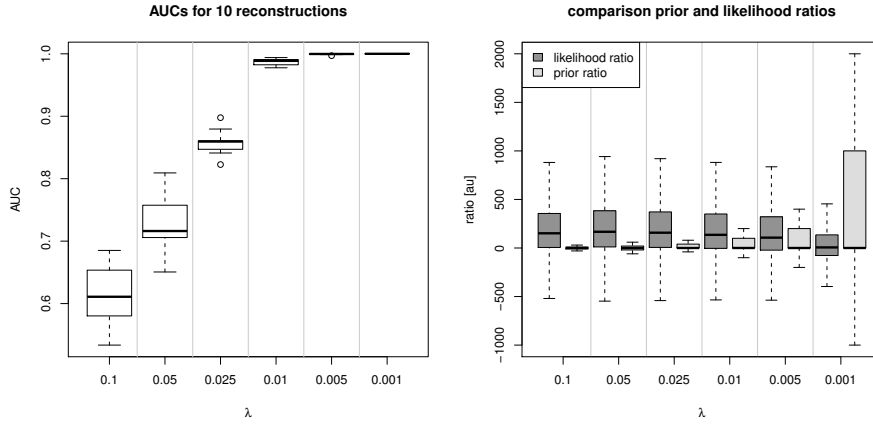 AUCs for 10 reconstructions
AUC
1.0
0.9
0.8
0.7
0.6
0.1 0.05 0.025 0.01 0.005 0.001
λ
comparison prior and likelihood ratios
likelihood ratio
prior ratio
ratio [au]
2000
1500
1000
500
0
−500
−1000
0.1 0.05 0.025 0.01 0.005 0.001
λ